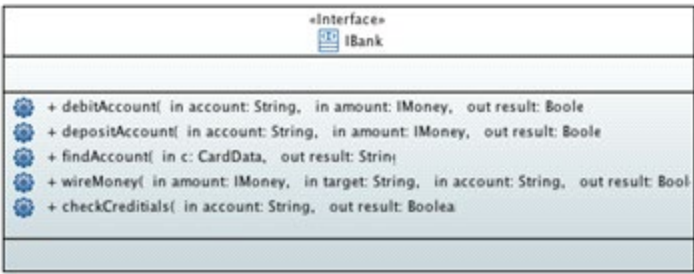 «Interface»
IBank
+ debitAccount( in account: String, in amount: IMoney, out result: Boole
+ depositAccount( in account: String, in amount: IMoney, out result: Boole
+ findAccount( in c: CardData, out result: String
+ wireMoney( in amount: IMoney, in target: String, in account: String, out result: Bool
+ checkCreditials( in account: String, out result: Boolea